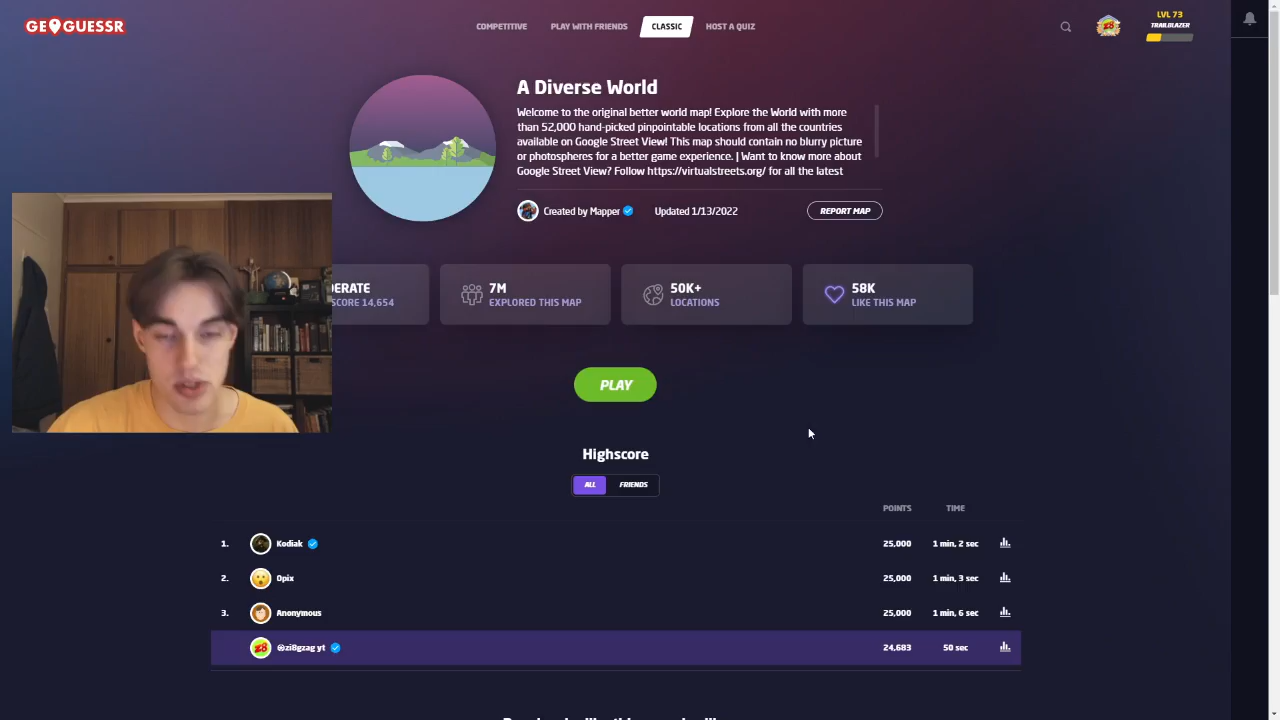 GEOGUESSR
COMPETITIVE
PLAY WITH FRIENDS
CLASSIC
HOST A QUIZ
LVL 73
TRAILBLAZER
A Diverse World
Welcome to the original better world map! Explore the World with more
than 52,000 hand-picked pinpointable locations from all the countries
available on Google Street View! This map should contain no blurry picture
or photospheres for a better game experience. | Want to know more about
Google Street View? Follow https://virtualstreets.org/ for all the latest
Created by Mapper
Updated 1/13/2022
REPORT MAP
DERATE
SCORE 14,654
7M
EXPLORED THIS MAP
50K+
LOCATIONS
58K
LIKE THIS MAP
PLAY
Highscore
ALL
FRIENDS
POINTS TIME
1. Kodiak 25,000 1 min, 2 sec
2. Opix 25,000 1 min, 3 sec
3. Anonymous 25,000 1 min, 6 sec
z8 @zi8gzag yt 24,683 50 sec